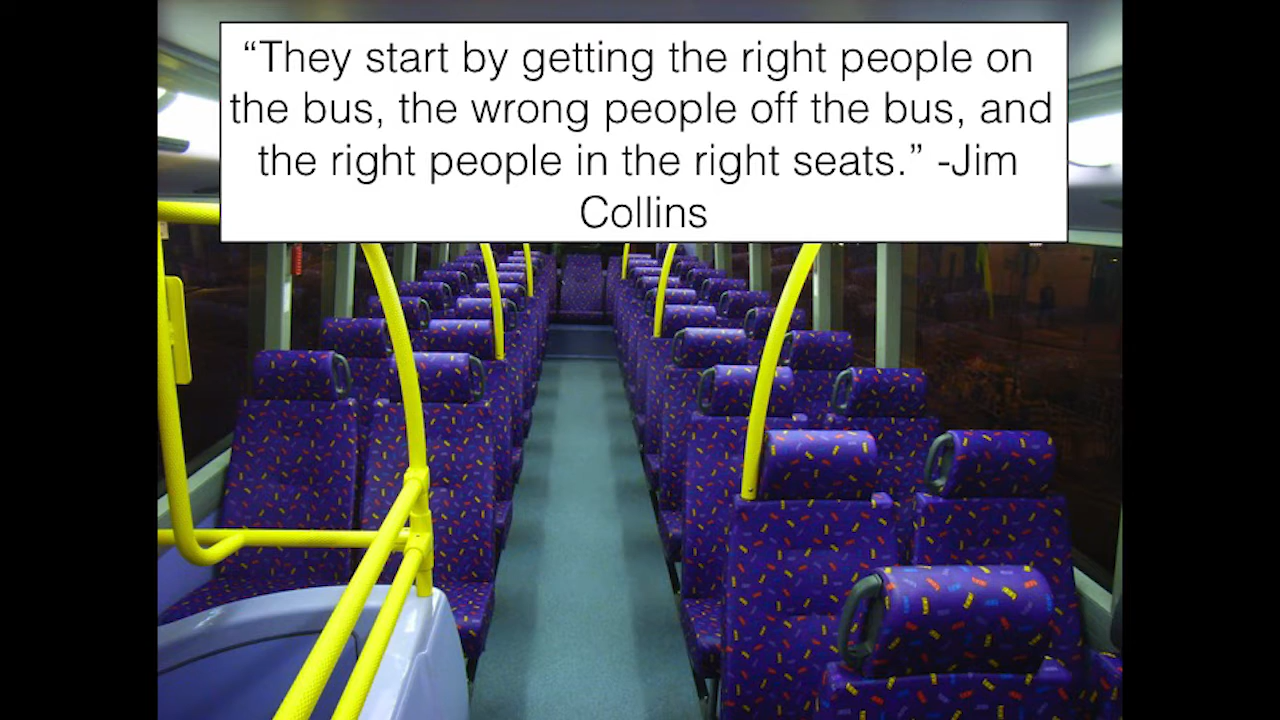 “They start by getting the right people on
the bus, the wrong people off the bus, and
the right people in the right seats.” -Jim
Collins